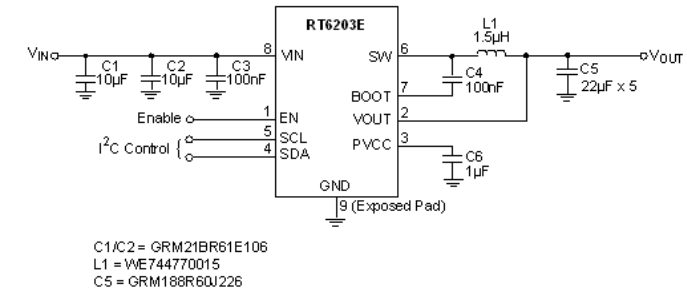 RT6203E
L1
1.5µH
VIN
8 VIN
SW 6
VOUT
C1
10µF
C2
10µF
C3
100nF
C4
100nF
C5
22µF x 5
BOOT 7
Enable
1 EN
VOUT 2
I²C Control
5 SCL
4 SDA
PVCC 3
C6
1µF
GND
9 (Exposed Pad)
C1/C2 = GRM21BR61E106
L1 = WE744770015
C5 = GRM188R60J226